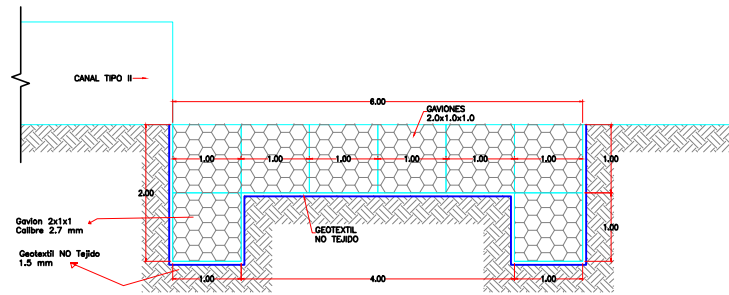 CANAL TIPO II
6.00
GAVIONES
2.0x1.0x1.0
1.00
1.00
1.00
1.00
1.00
1.00
1.00
2.00
Gavion 2x1x1
Calibre 2.7 mm
GEOTEXTIL
NO TEJIDO
1.00
Geotextil NO Tejido
1.5 mm
1.00
4.00
1.00